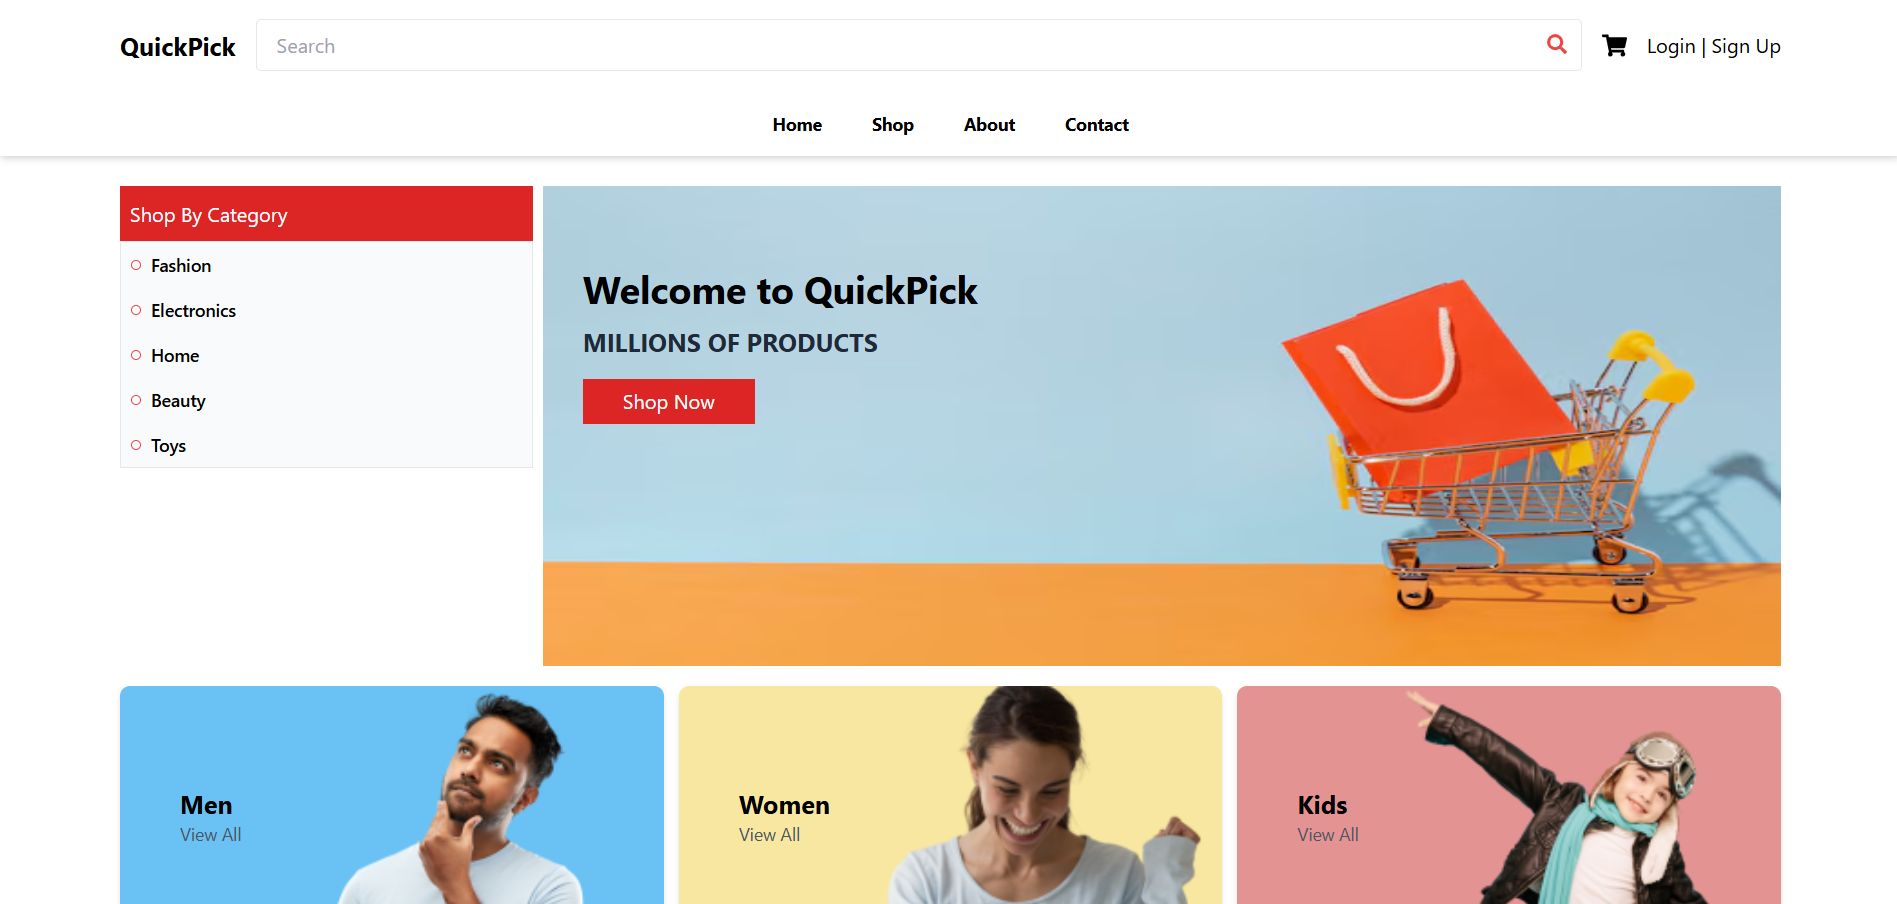 QuickPick
Search
Login | Sign Up
Home Shop About Contact
Shop By Category
Fashion
Electronics
Home
Beauty
Toys
Welcome to QuickPick
MILLIONS OF PRODUCTS
Shop Now
Men
View All
Women
View All
Kids
View All